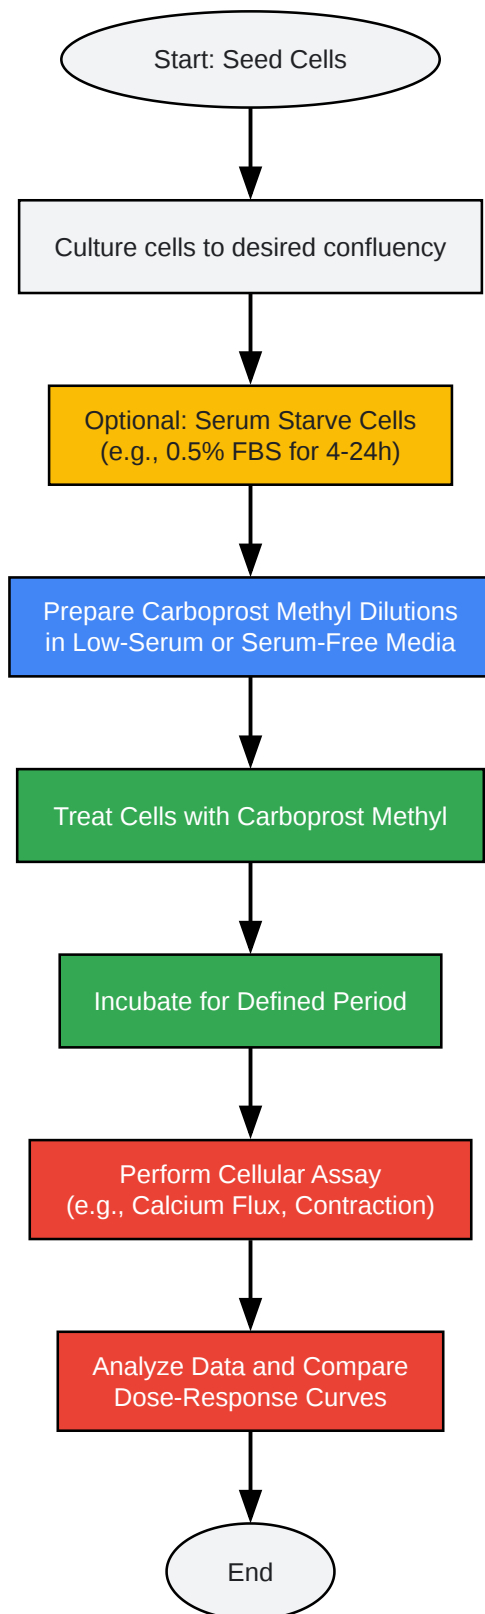 Start: Seed Cells
Culture cells to desired confluency
Optional: Serum Starve Cells
(e.g., 0.5% FBS for 4-24h)
Prepare Carboprost Methyl Dilutions
in Low-Serum or Serum-Free Media
Treat Cells with Carboprost Methyl
Incubate for Defined Period
Perform Cellular Assay
(e.g., Calcium Flux, Contraction)
Analyze Data and Compare
Dose-Response Curves
End